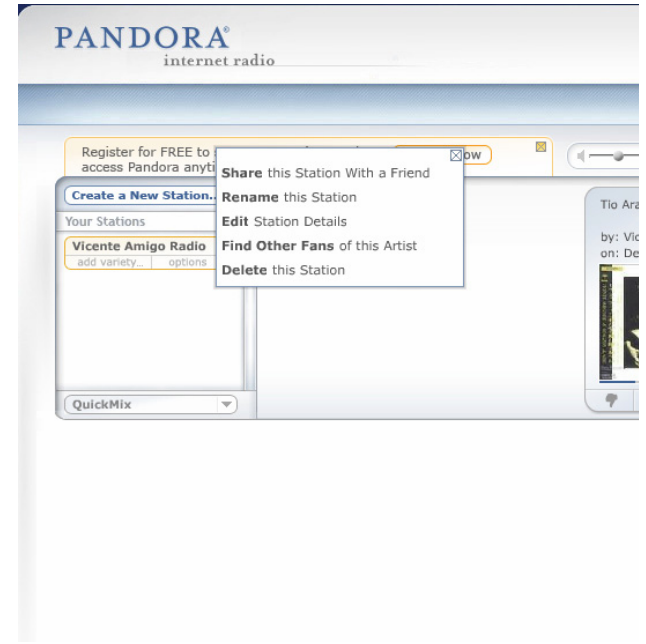 PANDORA®
internet radio
Register for FREE to
access Pandora
ow
Share this Station With a Friend
Rename this Station
Edit Station Details
Find Other Fans of this Artist
Delete this Station
Create a New Station..
Your Stations
Vicente Amigo Radio
add variety... options
QuickMix
Tio Ara
by: Vic
on: De